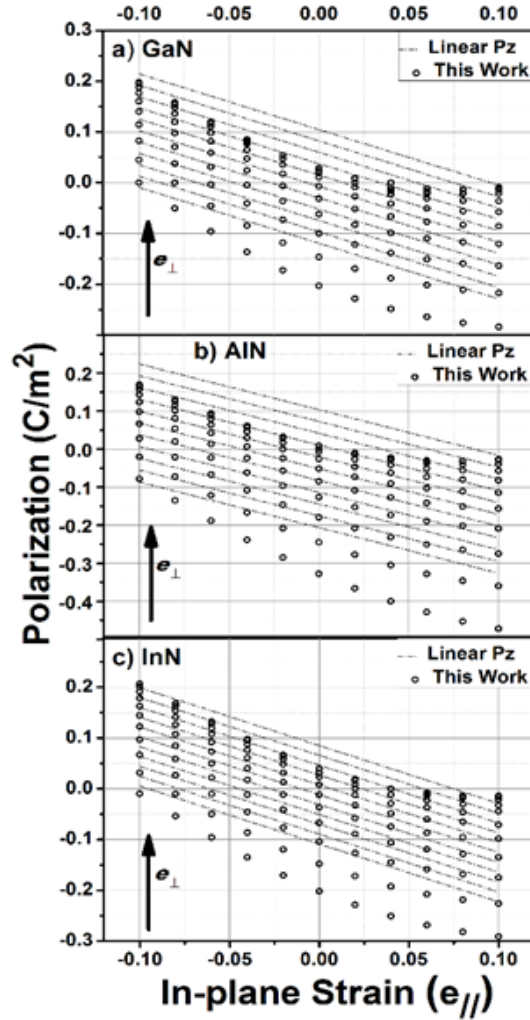 -0.10 -0.05 0.00 0.05 0.10
a) GaN
Linear Pz
This Work
0.3
0.2
0.1
0.0
-0.1
-0.2
e⊥
b) AlN
Linear Pz
This Work
0.2
0.1
0.0
-0.1
-0.2
-0.3
-0.4
e⊥
Polarization (C/m²)
c) InN
Linear Pz
This Work
0.2
0.1
0.0
-0.1
-0.2
-0.3
e⊥
-0.10 -0.05 0.00 0.05 0.10
In-plane Strain (e//)